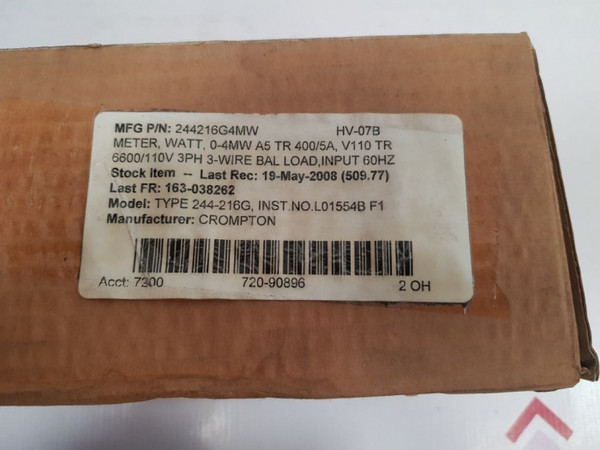 MFG P/N: 244216G4MW HV-07B
METER, WATT, 0-4MW A5 TR 400/5A, V110 TR
6600/110V 3PH 3-WIRE BAL LOAD,INPUT 60HZ
Stock item -- Last Rec: 19-May-2008 (509.77)
Last FR: 163-038262
Model: TYPE 244-216G, INST.NO.L01554B F1
Manufacturer: CROMPTON
Acct: 7200 720-90896 2 OH